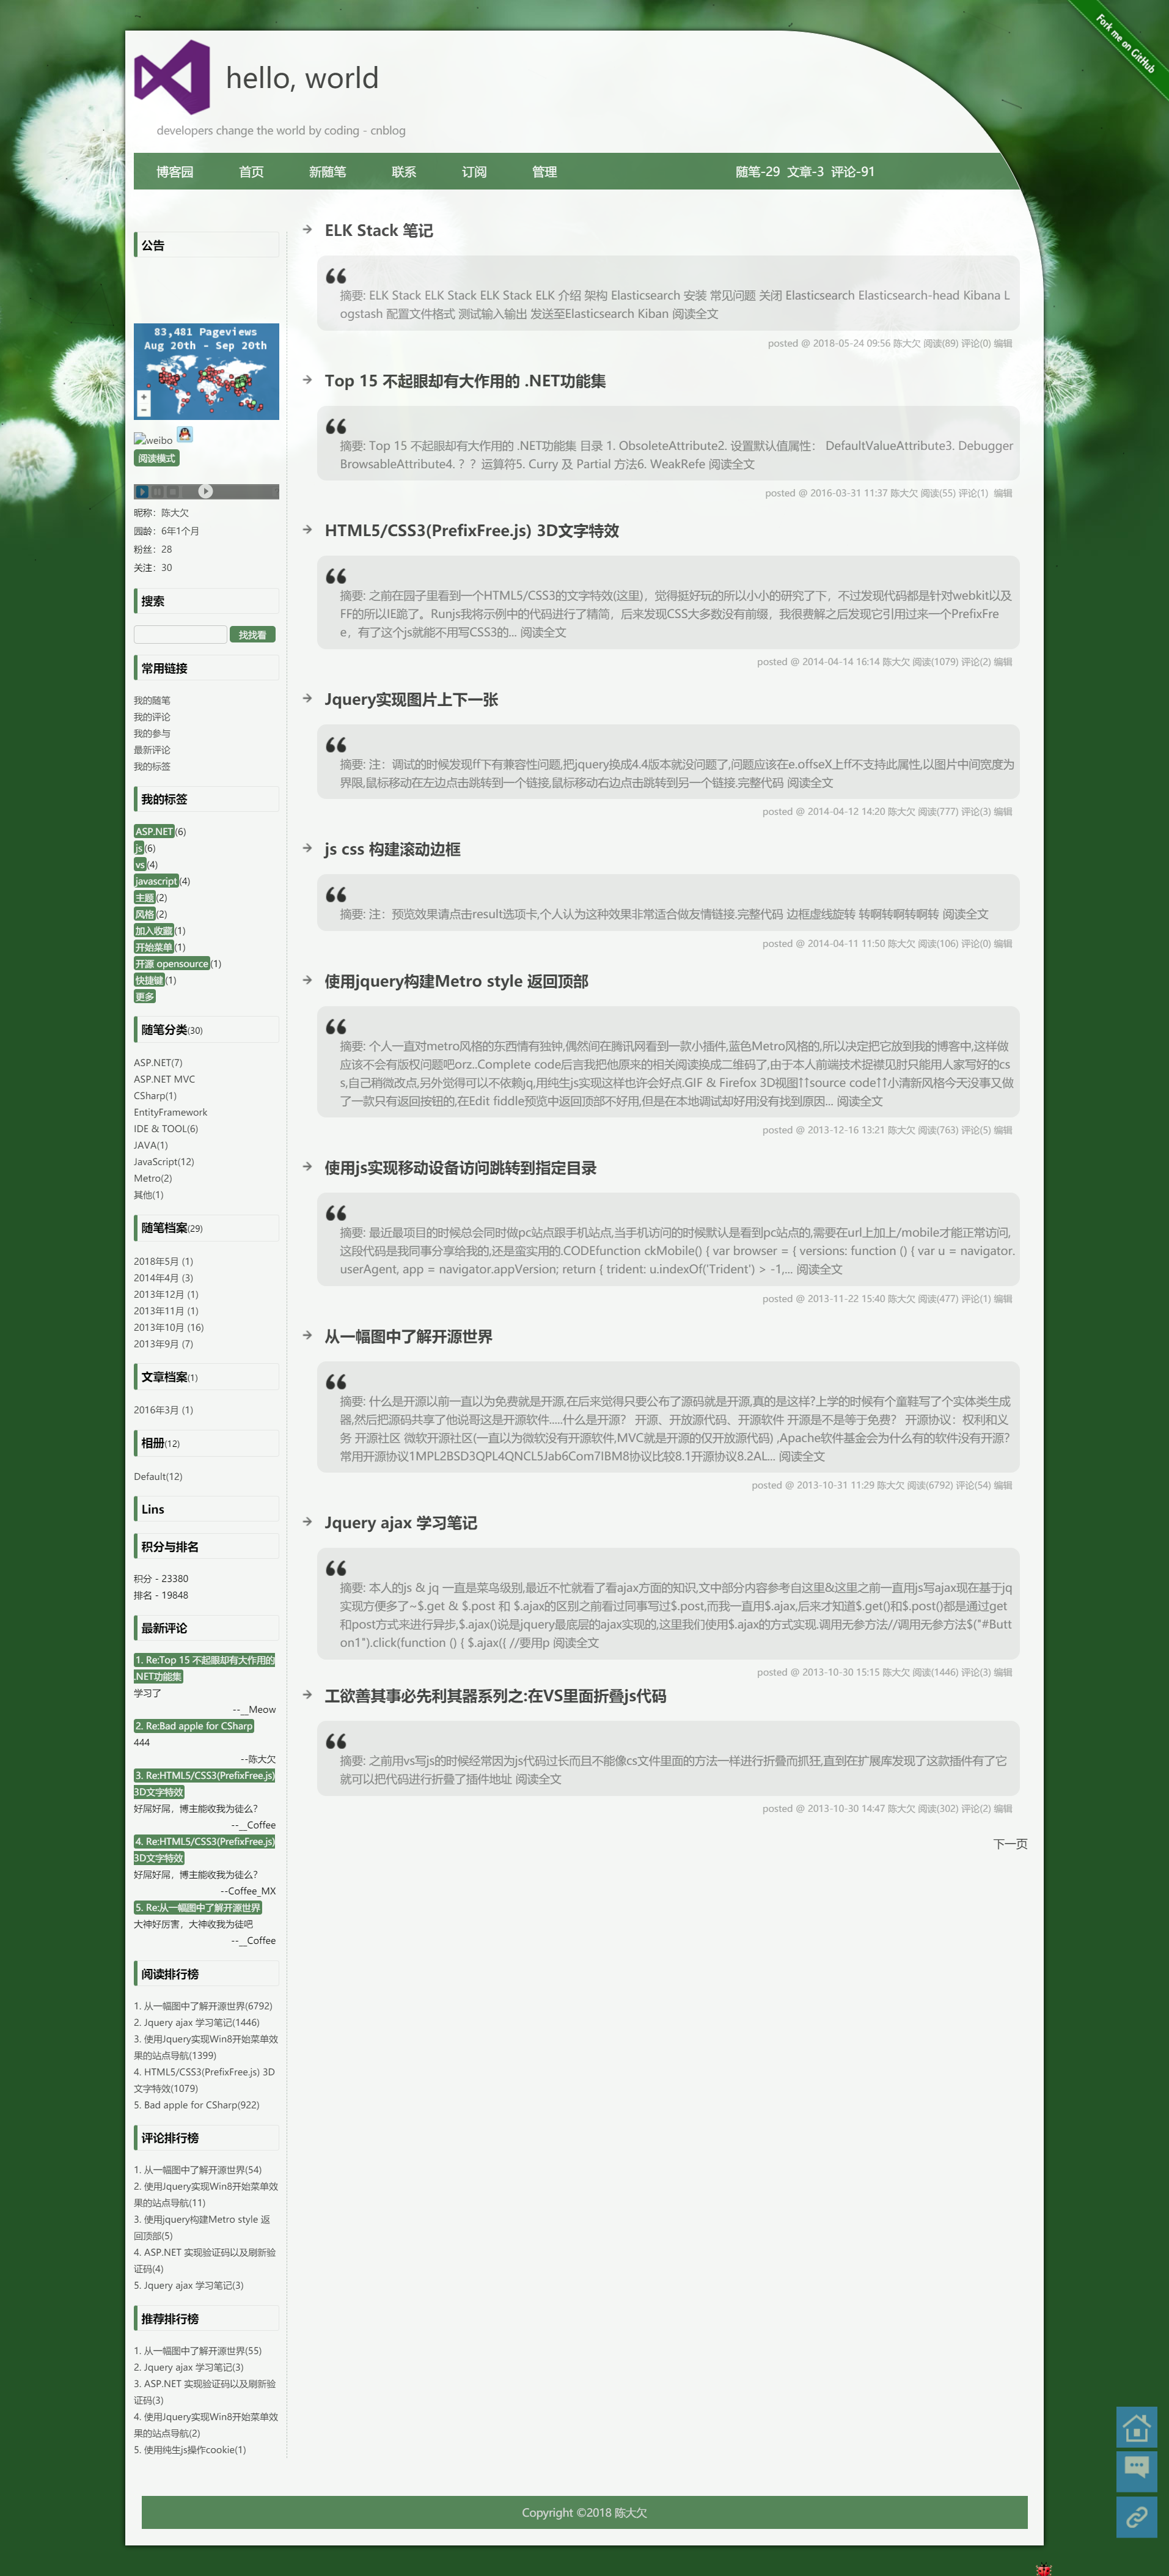 Fork me on GitHub
hello, world
developers change the world by coding - cnblog
博客园 首页 新随笔 联系 订阅 管理 随笔-29 文章-3 评论-91
公告
83,481 Pageviews
Aug 20th - Sep 20th
+
−
weibo
阅读模式
昵称：陈大欠
园龄：6年1个月
粉丝：28
关注：30
搜索
找找看
常用链接
我的随笔
我的评论
我的参与
最新评论
我的标签
我的标签
ASP.NET(6)
js(6)
vs(4)
javascript(4)
主题(2)
风格(2)
加入收藏(1)
开始菜单(1)
开源 opensource(1)
快捷键(1)
更多
随笔分类(30)
ASP.NET(7)
ASP.NET MVC
CSharp(1)
EntityFramework
IDE & TOOL(6)
JAVA(1)
JavaScript(12)
Metro(2)
其他(1)
随笔档案(29)
2018年5月 (1)
2014年4月 (3)
2013年12月 (1)
2013年11月 (1)
2013年10月 (16)
2013年9月 (7)
文章档案(1)
2016年3月 (1)
相册(12)
Default(12)
Lins
积分与排名
积分 - 23380
排名 - 19848
最新评论
1. Re:Top 15 不起眼却有大作用的
.NET功能集
学习了
--__Meow
2. Re:Bad apple for CSharp
444
--陈大欠
3. Re:HTML5/CSS3(PrefixFree.js)
3D文字特效
好屌好屌，博主能收我为徒么?
--__Coffee
4. Re:HTML5/CSS3(PrefixFree.js)
3D文字特效
好屌好屌，博主能收我为徒么?
--Coffee_MX
5. Re:从一幅图中了解开源世界
大神好厉害，大神收我为徒吧
--__Coffee
阅读排行榜
1. 从一幅图中了解开源世界(6792)
2. Jquery ajax 学习笔记(1446)
3. 使用Jquery实现Win8开始菜单效
果的站点导航(1399)
4. HTML5/CSS3(PrefixFree.js) 3D
文字特效(1079)
5. Bad apple for CSharp(922)
评论排行榜
1. 从一幅图中了解开源世界(54)
2. 使用Jquery实现Win8开始菜单效
果的站点导航(11)
3. 使用jquery构建Metro style 返
回顶部(5)
4. ASP.NET 实现验证码以及刷新验
证码(4)
5. Jquery ajax 学习笔记(3)
推荐排行榜
1. 从一幅图中了解开源世界(55)
2. Jquery ajax 学习笔记(3)
3. ASP.NET 实现验证码以及刷新验
证码(3)
4. 使用Jquery实现Win8开始菜单效
果的站点导航(2)
5. 使用纯生js操作cookie(1)
ELK Stack 笔记
摘要: ELK Stack ELK Stack ELK Stack ELK 介绍 架构 Elasticsearch 安装 常见问题 关闭 Elasticsearch Elasticsearch-head Kibana L
ogstash 配置文件格式 测试输入输出 发送至Elasticsearch Kiban 阅读全文
posted @ 2018-05-24 09:56 陈大欠 阅读(89) 评论(0) 编辑
Top 15 不起眼却有大作用的 .NET功能集
摘要: Top 15 不起眼却有大作用的 .NET功能集 目录 1. ObsoleteAttribute2. 设置默认值属性： DefaultValueAttribute3. Debugger
BrowsableAttribute4. ？？运算符5. Curry 及 Partial 方法6. WeakRefe 阅读全文
posted @ 2016-03-31 11:37 陈大欠 阅读(55) 评论(1) 编辑
HTML5/CSS3(PrefixFree.js) 3D文字特效
摘要: 之前在园子里看到一个HTML5/CSS3的文字特效(这里)，觉得挺好玩的所以小小的研究了下，不过发现代码都是针对webkit以及
FF的所以IE跪了。Runjs我将示例中的代码进行了精简，后来发现CSS大多数没有前缀，我很费解之后发现它引用过来一个PrefixFre
e，有了这个js就能不用写CSS3的... 阅读全文
posted @ 2014-04-14 16:14 陈大欠 阅读(1079) 评论(2) 编辑
Jquery实现图片上下一张
摘要: 注：调试的时候发现ff下有兼容性问题,把jquery换成4.4版本就没问题了,问题应该在e.offseX上ff不支持此属性,以图片中间宽度为
界限,鼠标移动在左边点击跳转到一个链接,鼠标移动右边点击跳转到另一个链接.完整代码 阅读全文
posted @ 2014-04-12 14:20 陈大欠 阅读(777) 评论(3) 编辑
js css 构建滚动边框
摘要: 注：预览效果请点击result选项卡,个人认为这种效果非常适合做友情链接.完整代码 边框虚线旋转 转啊转啊转啊转 阅读全文
posted @ 2014-04-11 11:50 陈大欠 阅读(106) 评论(0) 编辑
使用jquery构建Metro style 返回顶部
摘要: 个人一直对metro风格的东西情有独钟,偶然间在腾讯网看到一款小插件,蓝色Metro风格的,所以决定把它放到我的博客中,这样做
应该不会有版权问题吧orz..Complete code后言我把他原来的相关阅读换成二维码了,由于本人前端技术捉襟见肘只能用人家写好的cs
s,自己稍微改点,另外觉得可以不依赖jq,用纯生js实现这样也许会好点.GIF & Firefox 3D视图↑↑source code↑↑小清新风格今天没事又做
了一款只有返回按钮的,在Edit fiddle预览中返回顶部不好用,但是在本地调试却好用没有找到原因... 阅读全文
posted @ 2013-12-16 13:21 陈大欠 阅读(763) 评论(5) 编辑
使用js实现移动设备访问跳转到指定目录
摘要: 最近最项目的时候总会同时做pc站点跟手机站点,当手机访问的时候默认是看到pc站点的,需要在url上加上/mobile才能正常访问,
这段代码是我同事分享给我的,还是蛮实用的.CODEfunction ckMobile() { var browser = { versions: function () { var u = navigator.
userAgent, app = navigator.appVersion; return { trident: u.indexOf('Trident') > -1,... 阅读全文
posted @ 2013-11-22 15:40 陈大欠 阅读(477) 评论(1) 编辑
从一幅图中了解开源世界
摘要: 什么是开源以前一直以为免费就是开源,在后来觉得只要公布了源码就是开源,真的是这样?上学的时候有个童鞋写了个实体类生成
器,然后把源码共享了他说哥这是开源软件.....什么是开源？ 开源、开放源代码、开源软件 开源是不是等于免费？ 开源协议：权利和义
务 开源社区 微软开源社区(一直以为微软没有开源软件,MVC就是开源的仅开放源代码) ,Apache软件基金会为什么有的软件没有开源?
常用开源协议1MPL2BSD3QPL4QNCL5Jab6Com7IBM8协议比较8.1开源协议8.2AL... 阅读全文
posted @ 2013-10-31 11:29 陈大欠 阅读(6792) 评论(54) 编辑
Jquery ajax 学习笔记
摘要: 本人的js & jq 一直是菜鸟级别,最近不忙就看了看ajax方面的知识,文中部分内容参考自这里&这里之前一直用js写ajax现在基于jq
实现方便多了~$.get & $.post 和 $.ajax的区别之前看过同事写过$.post,而我一直用$.ajax,后来才知道$.get()和$.post()都是通过get
和post方式来进行异步,$.ajax()说是jquery最底层的ajax实现的,这里我们使用$.ajax的方式实现.调用无参方法//调用无参方法$("#Butt
on1").click(function () { $.ajax({ //要用p 阅读全文
posted @ 2013-10-30 15:15 陈大欠 阅读(1446) 评论(3) 编辑
工欲善其事必先利其器系列之:在VS里面折叠js代码
摘要: 之前用vs写js的时候经常因为js代码过长而且不能像cs文件里面的方法一样进行折叠而抓狂,直到在扩展库发现了这款插件有了它
就可以把代码进行折叠了插件地址 阅读全文
posted @ 2013-10-30 14:47 陈大欠 阅读(302) 评论(2) 编辑
下一页
Copyright ©2018 陈大欠